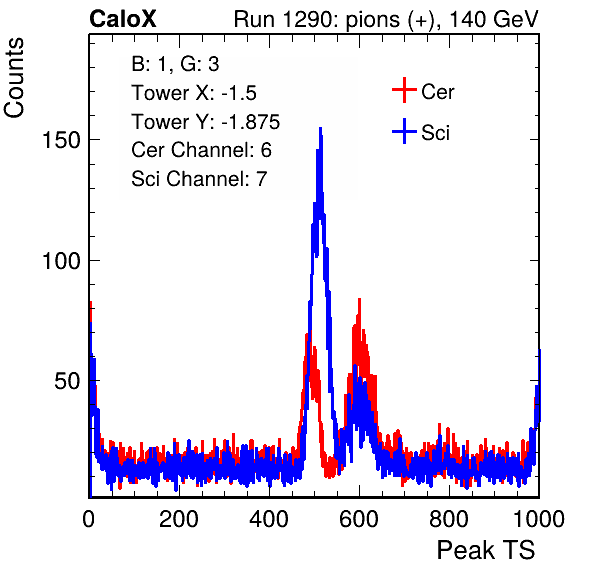 CaloX Run 1290: pions (+), 140 GeV
Counts
B: 1, G: 3
Tower X: -1.5
Tower Y: -1.875
Cer Channel: 6
Sci Channel: 7
Cer
Sci
150
100
50
0 200 400 600 800 1000
Peak TS